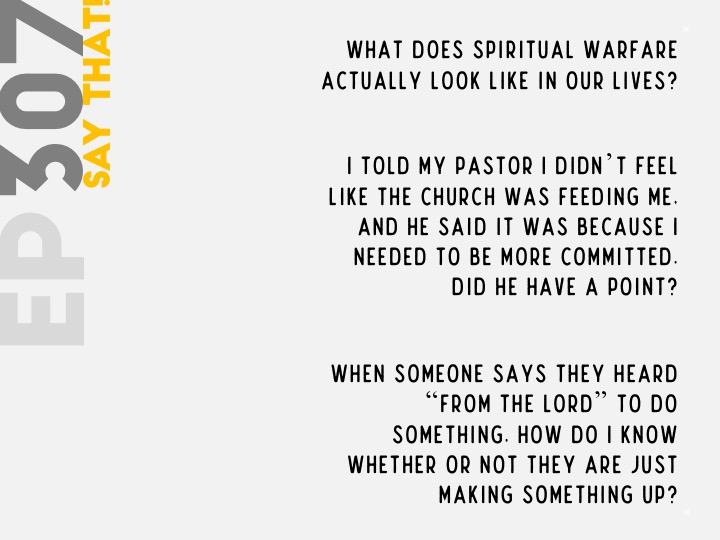 EP 307
SAY THAT!
WHAT DOES SPIRITUAL WARFARE
ACTUALLY LOOK LIKE IN OUR LIVES?
I TOLD MY PASTOR I DIDN’T FEEL
LIKE THE CHURCH WAS FEEDING ME,
AND HE SAID IT WAS BECAUSE I
NEEDED TO BE MORE COMMITTED.
DID HE HAVE A POINT?
WHEN SOMEONE SAYS THEY HEARD
“FROM THE LORD” TO DO
SOMETHING, HOW DO I KNOW
WHETHER OR NOT THEY ARE JUST
MAKING SOMETHING UP?